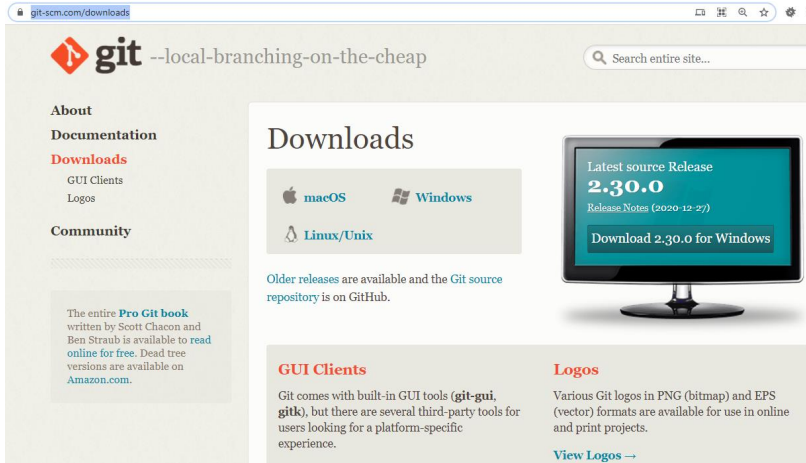 git-scm.com/downloads
git --local-branching-on-the-cheap
Search entire site...
About
Documentation
Downloads
GUI Clients
Logos
Community
The entire Pro Git book
written by Scott Chacon and
Ben Straub is available to read
online for free. Dead tree
versions are available on
Amazon.com.
Downloads
macOS
Windows
Linux/Unix
Older releases are available and the Git source
repository is on GitHub.
Latest source Release
2.30.0
Release Notes (2020-12-27)
Download 2.30.0 for Windows
GUI Clients
Git comes with built-in GUI tools (git-gui,
gitk), but there are several third-party tools for
users looking for a platform-specific
experience.
Logos
Various Git logos in PNG (bitmap) and EPS
(vector) formats are available for use in online
and print projects.
View Logos →